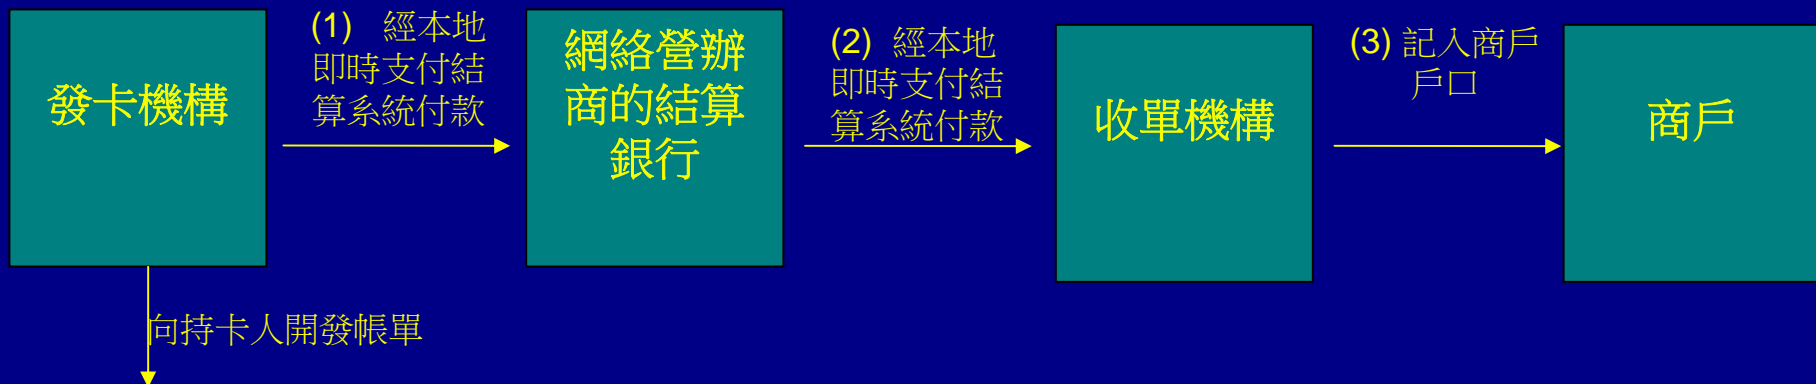 發卡機構
(1) 經本地
即時支付結
算系統付款
網絡營辦
商的結算
銀行
(2) 經本地
即時支付結
算系統付款
收單機構
(3) 記入商戶
戶口
商戶
向持卡人開發帳單